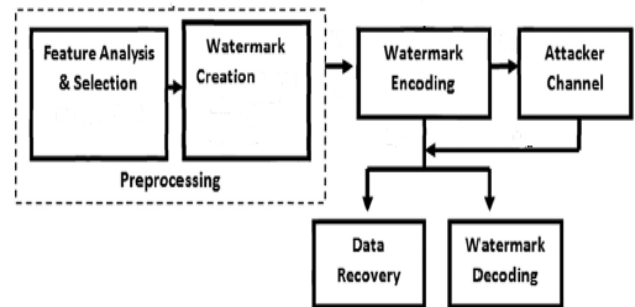 Feature Analysis
& Selection
Watermark
Creation
Preprocessing
Watermark
Encoding
Attacker
Channel
Data
Recovery
Watermark
Decoding